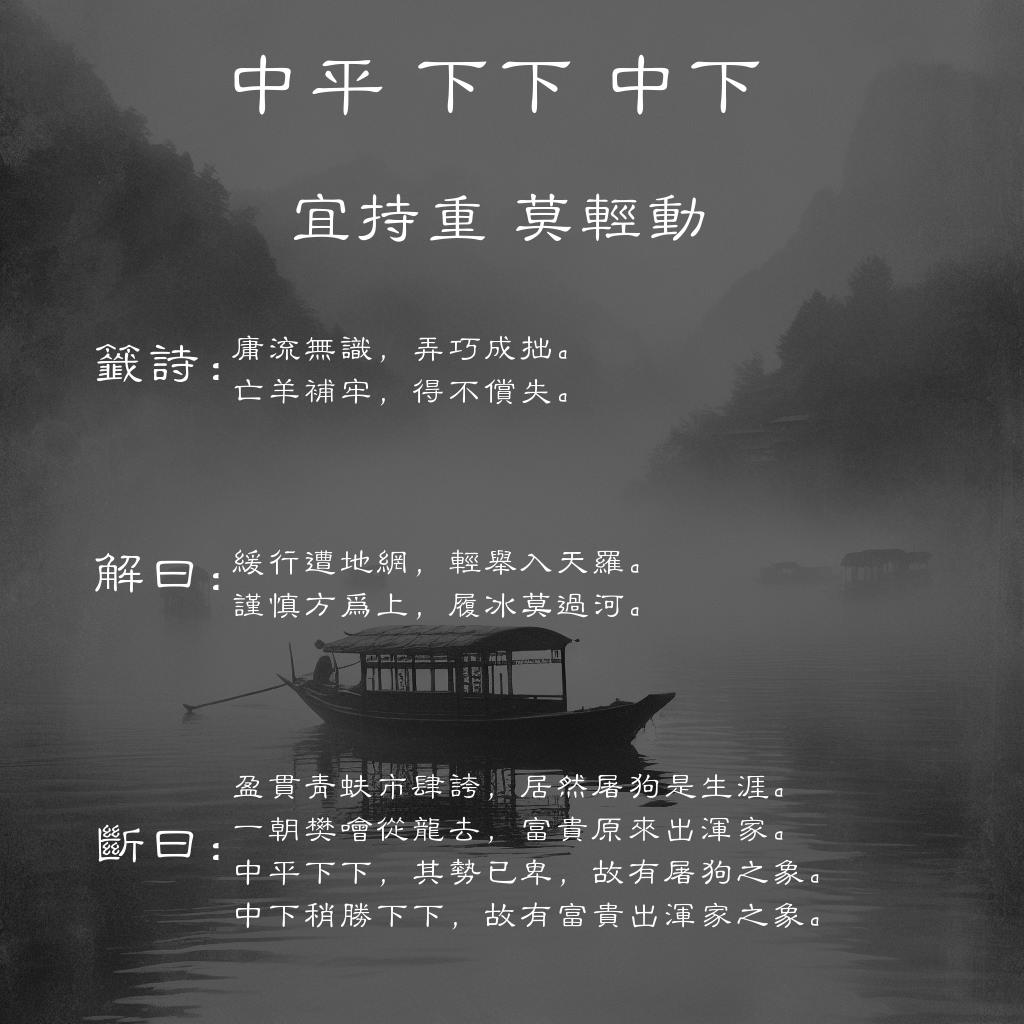 中平 下下 中下
宜持重 莫輕動
籤詩：
庸流無識，弄巧成拙。
亡羊補牢，得不償失。
解曰：
緩行遭地網，輕舉入天羅。
謹慎方爲上，履冰莫過河。
斷曰：
盈貫青蚨市肆誇，居然屠狗是生涯。
一朝樊噲從龍去，富貴原來出渾家。
中平下下，其勢已卑，故有屠狗之象。
中下稍勝下下，故有富貴出渾家之象。